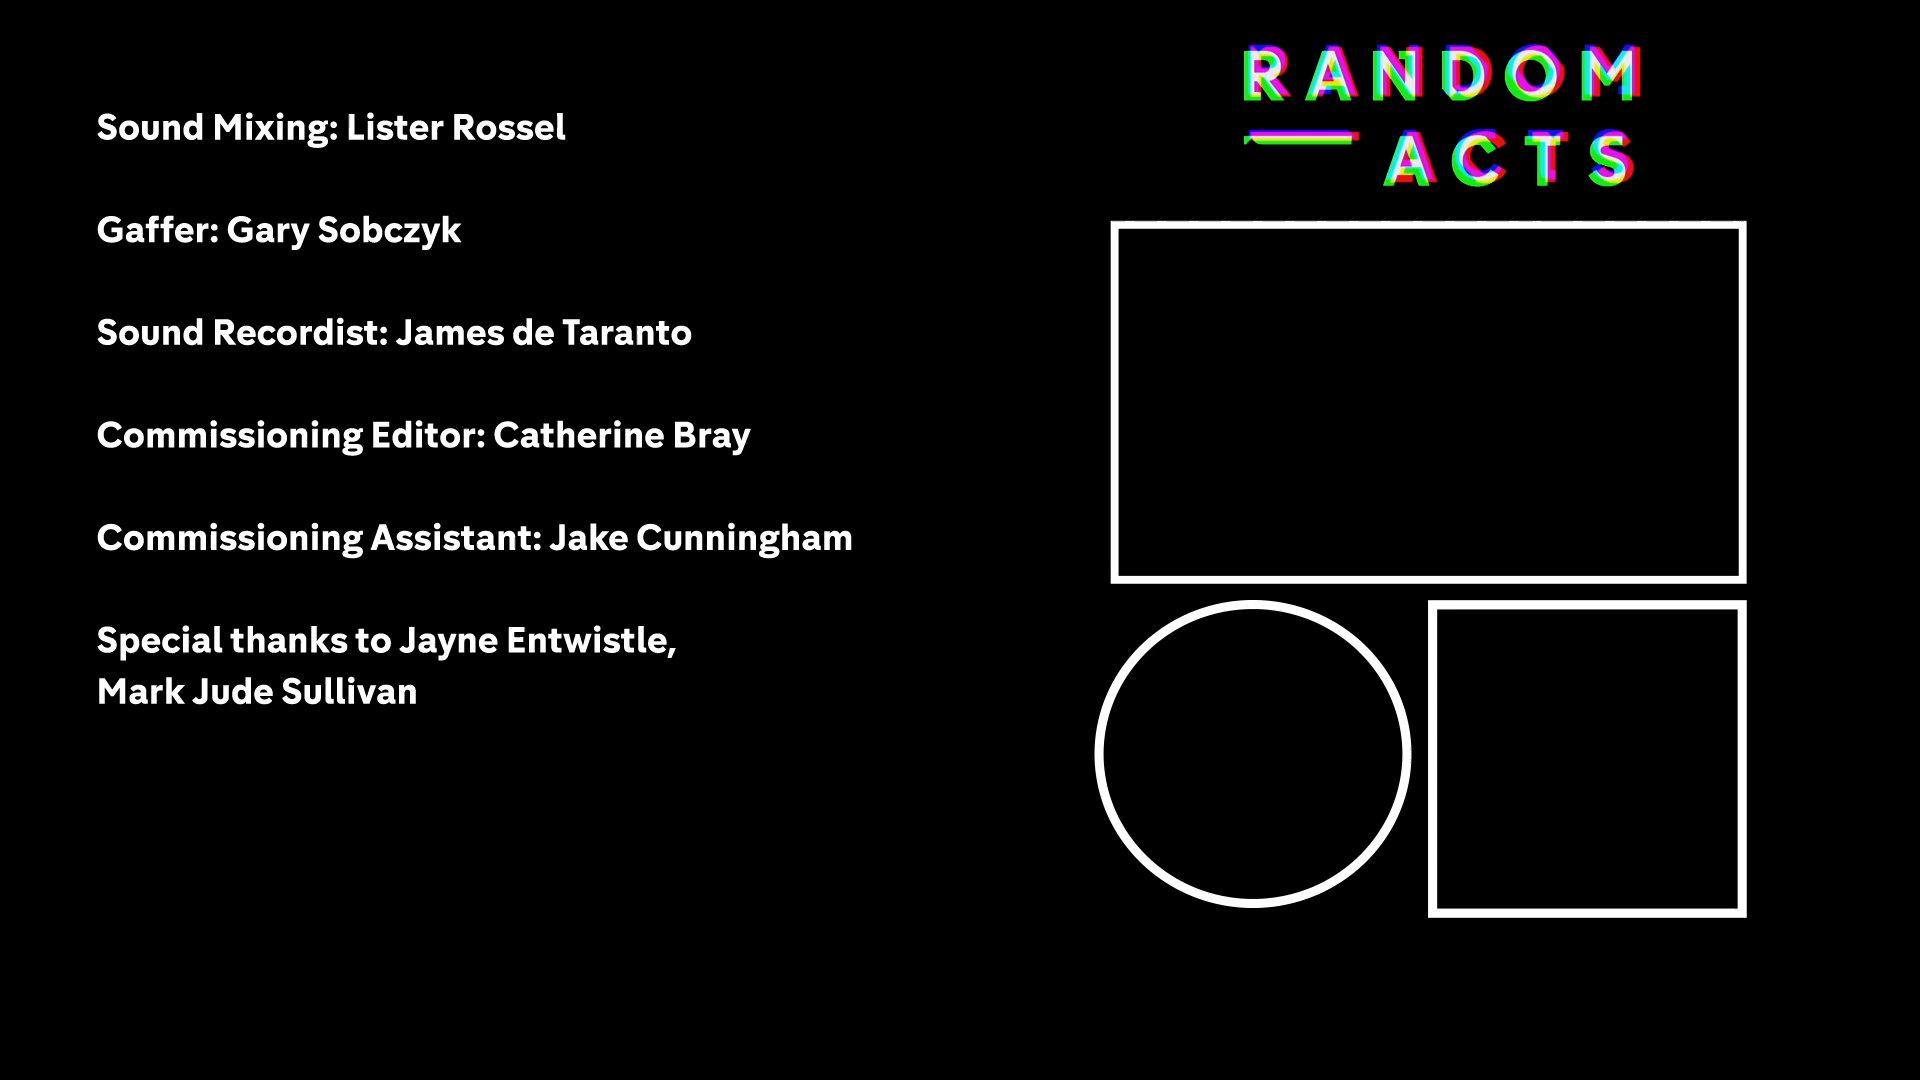 Sound Mixing: Lister Rossel
Gaffer: Gary Sobczyk
Sound Recordist: James de Taranto
Commissioning Editor: Catherine Bray
Commissioning Assistant: Jake Cunningham
Special thanks to Jayne Entwistle,
Mark Jude Sullivan
RANDOM
ACTS